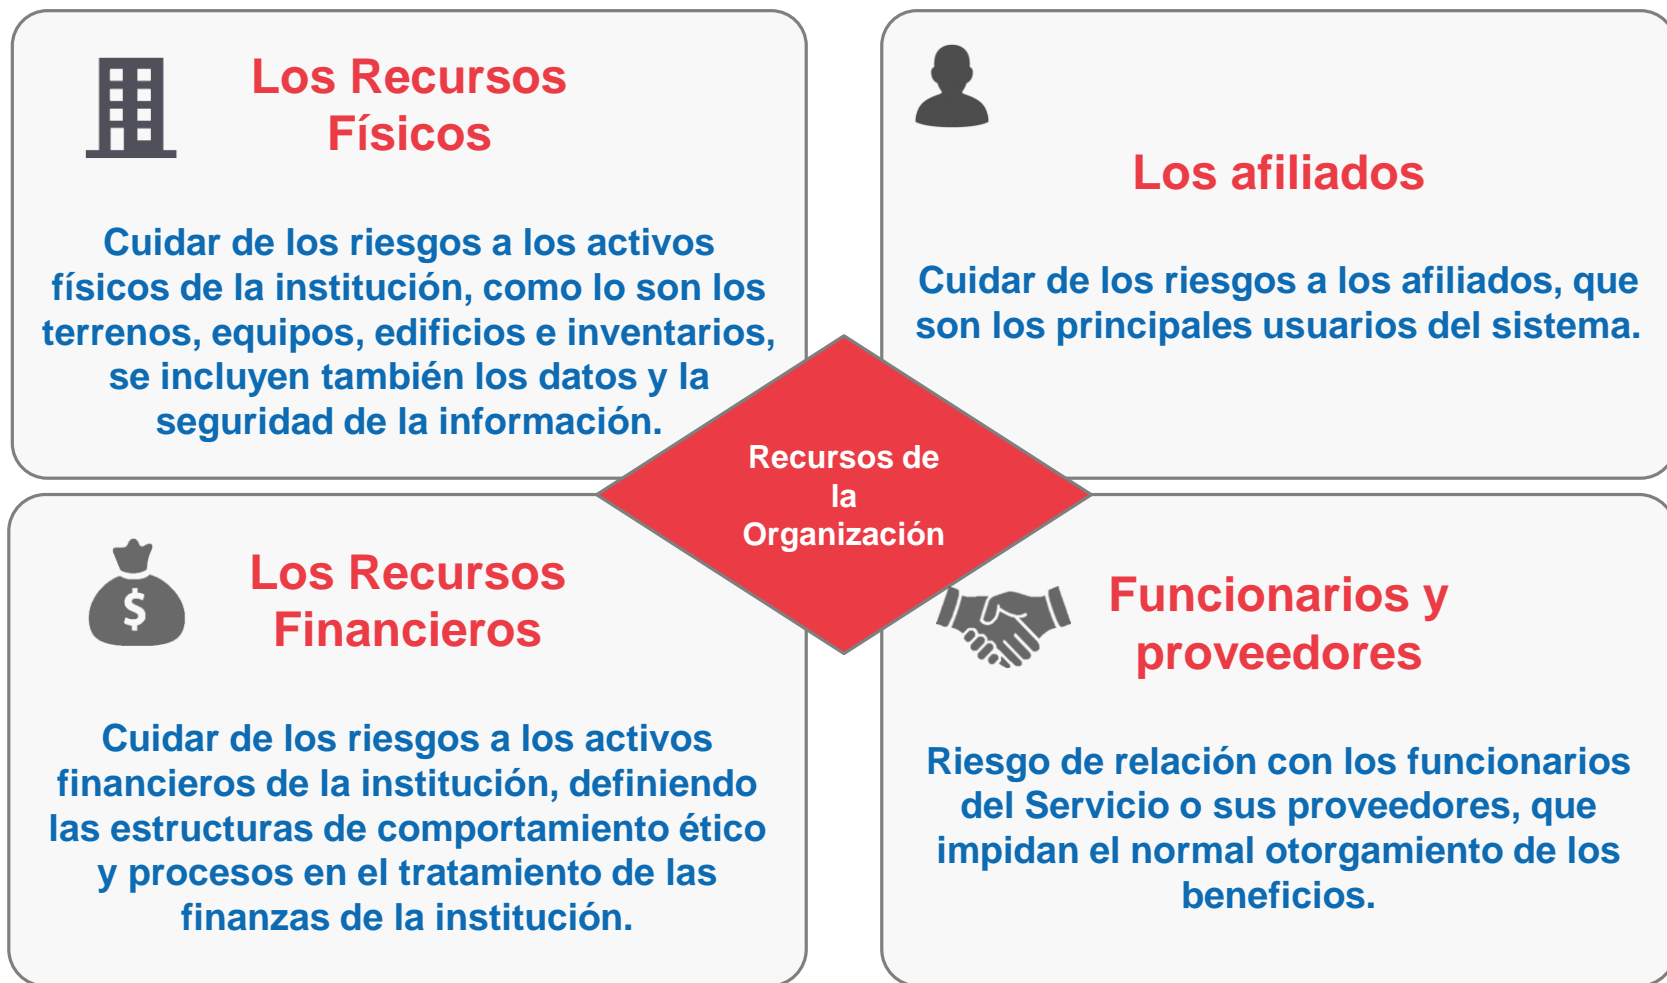 Los Recursos
Físicos
Cuidar de los riesgos a los activos
físicos de la institución, como lo son los
terrenos, equipos, edificios e inventarios,
se incluyen también los datos y la
seguridad de la información.
Los afiliados
Cuidar de los riesgos a los afiliados, que
son los principales usuarios del sistema.
Recursos de
la
Organización
Los Recursos
Financieros
Cuidar de los riesgos a los activos
financieros de la institución, definiendo
las estructuras de comportamiento ético
y procesos en el tratamiento de las
finanzas de la institución.
Funcionarios y
proveedores
Riesgo de relación con los funcionarios
del Servicio o sus proveedores, que
impidan el normal otorgamiento de los
beneficios.
$